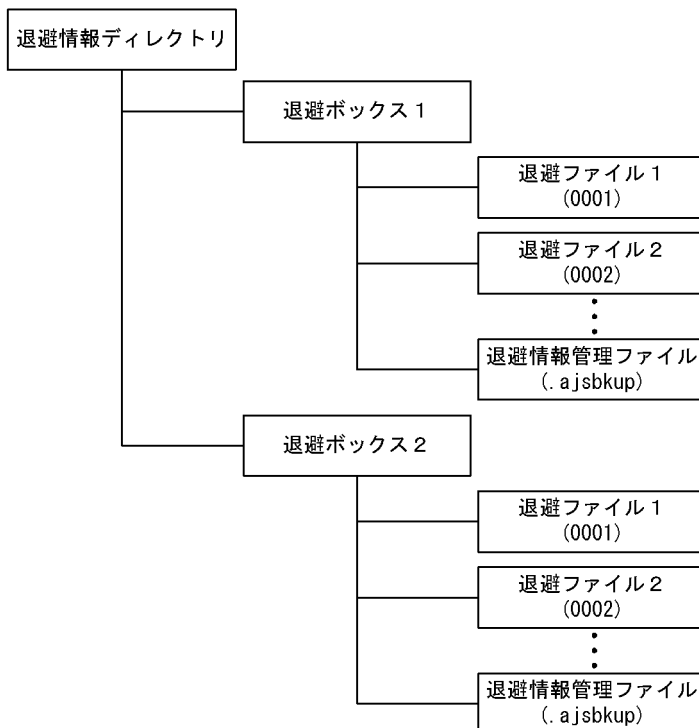 退避情報ディレクトリ
退避ボックス１
退避ファイル１
(0001)
退避ファイル２
(0002)
退避情報管理ファイル
(.ajsbkup)
退避ボックス２
退避ファイル１
(0001)
退避ファイル２
(0002)
退避情報管理ファイル
(.ajsbkup)